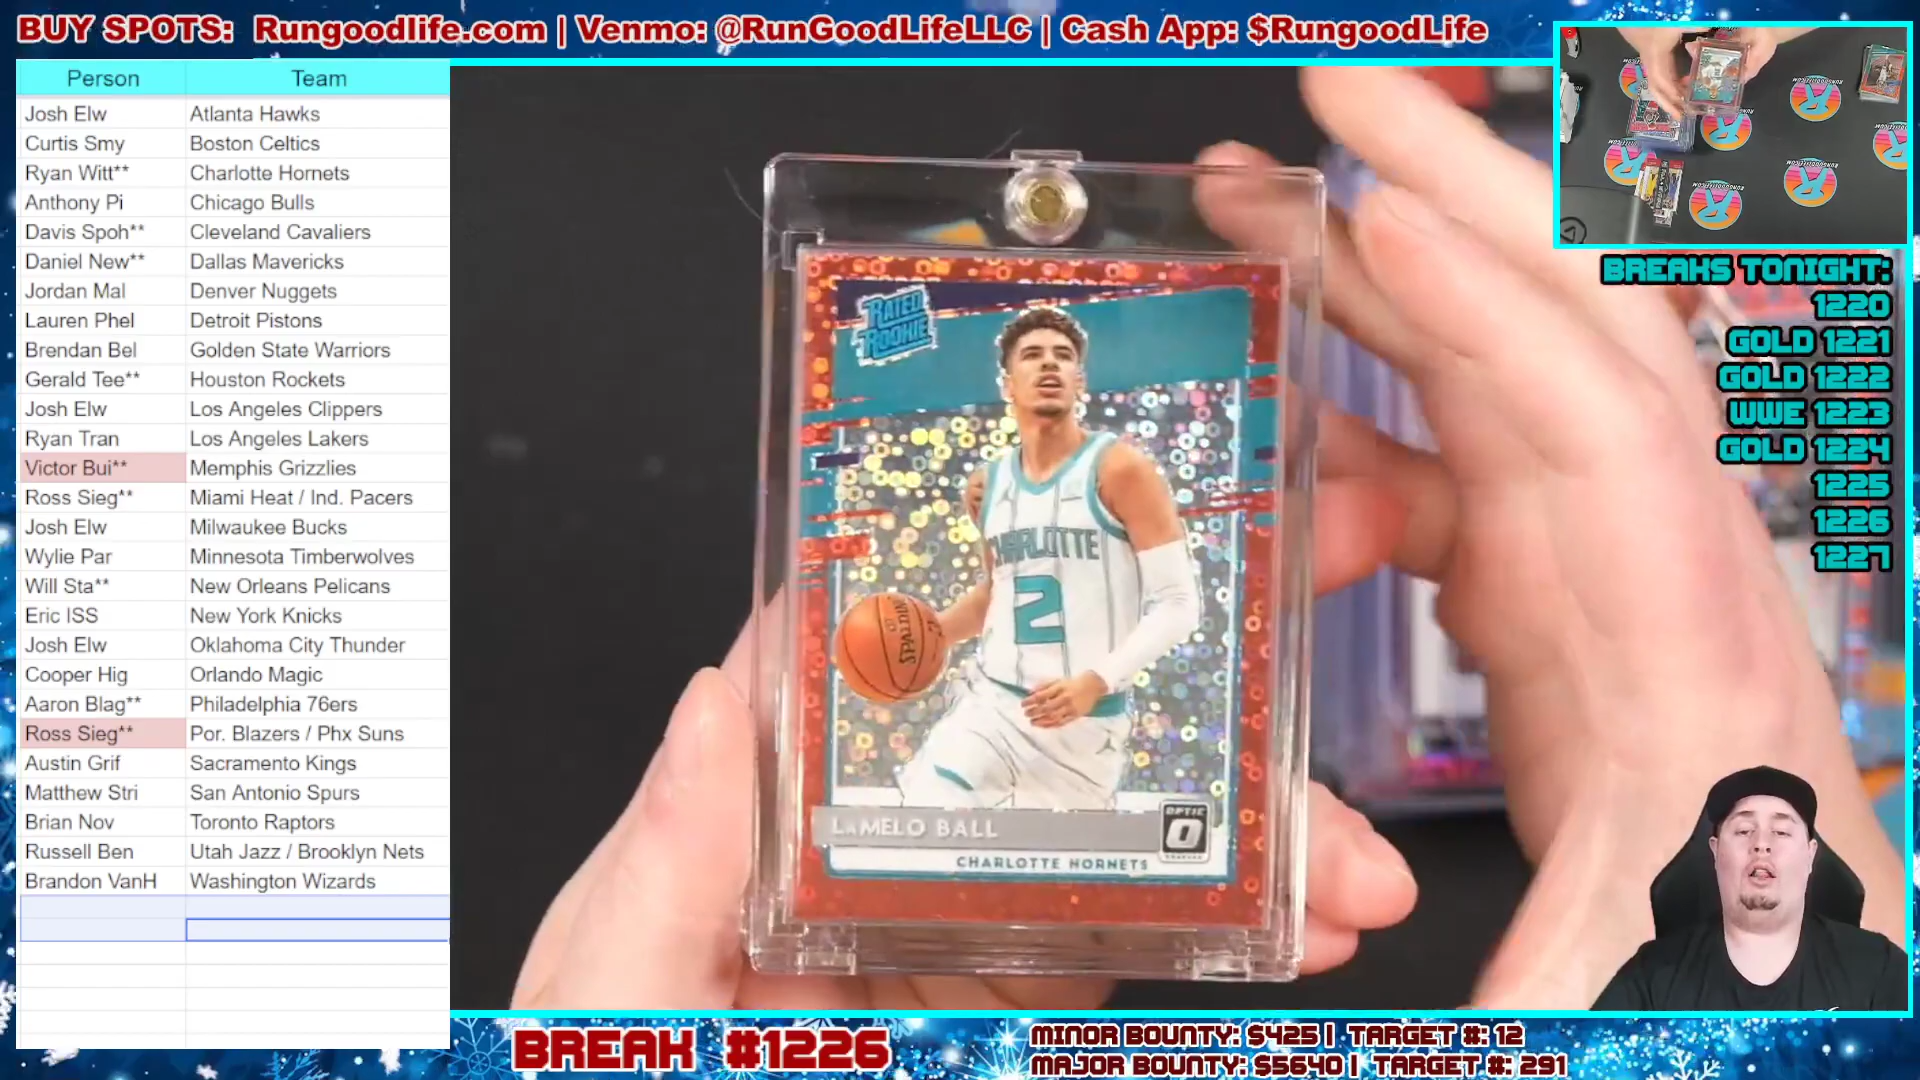 BUY SPOTS: Rungoodlife.com | Venmo: @RunGoodLifeLLC | Cash App: $RungoodLife
Person Team
Josh Elw Atlanta Hawks
Curtis Smy Boston Celtics
Ryan Witt** Charlotte Hornets
Anthony Pi Chicago Bulls
Davis Spoh** Cleveland Cavaliers
Daniel New** Dallas Mavericks
Jordan Mal Denver Nuggets
Lauren Phel Detroit Pistons
Brendan Bel Golden State Warriors
Gerald Tee** Houston Rockets
Josh Elw Los Angeles Clippers
Ryan Tran Los Angeles Lakers
Victor Bui** Memphis Grizzlies
Ross Sieg** Miami Heat / Ind. Pacers
Josh Elw Milwaukee Bucks
Wylie Par Minnesota Timberwolves
Will Sta** New Orleans Pelicans
Eric ISS New York Knicks
Josh Elw Oklahoma City Thunder
Cooper Hig Orlando Magic
Aaron Blag** Philadelphia 76ers
Ross Sieg** Por. Blazers / Phx Suns
Austin Grif Sacramento Kings
Matthew Stri San Antonio Spurs
Brian Nov Toronto Raptors
Russell Ben Utah Jazz / Brooklyn Nets
Brandon VanH Washington Wizards
RATED
ROOKIE
CHARLOTTE
2
SPALDING
LAMELO BALL
OPTIC
CHARLOTTE HORNETS
BREAKS TONIGHT:
1220
GOLD 1221
GOLD 1222
WWE 1223
GOLD 1224
1225
1226
1227
BREAK #1226
MINOR BOUNTY: $425 | TARGET #: 12
MAJOR BOUNTY: $5640 | TARGET #: 291